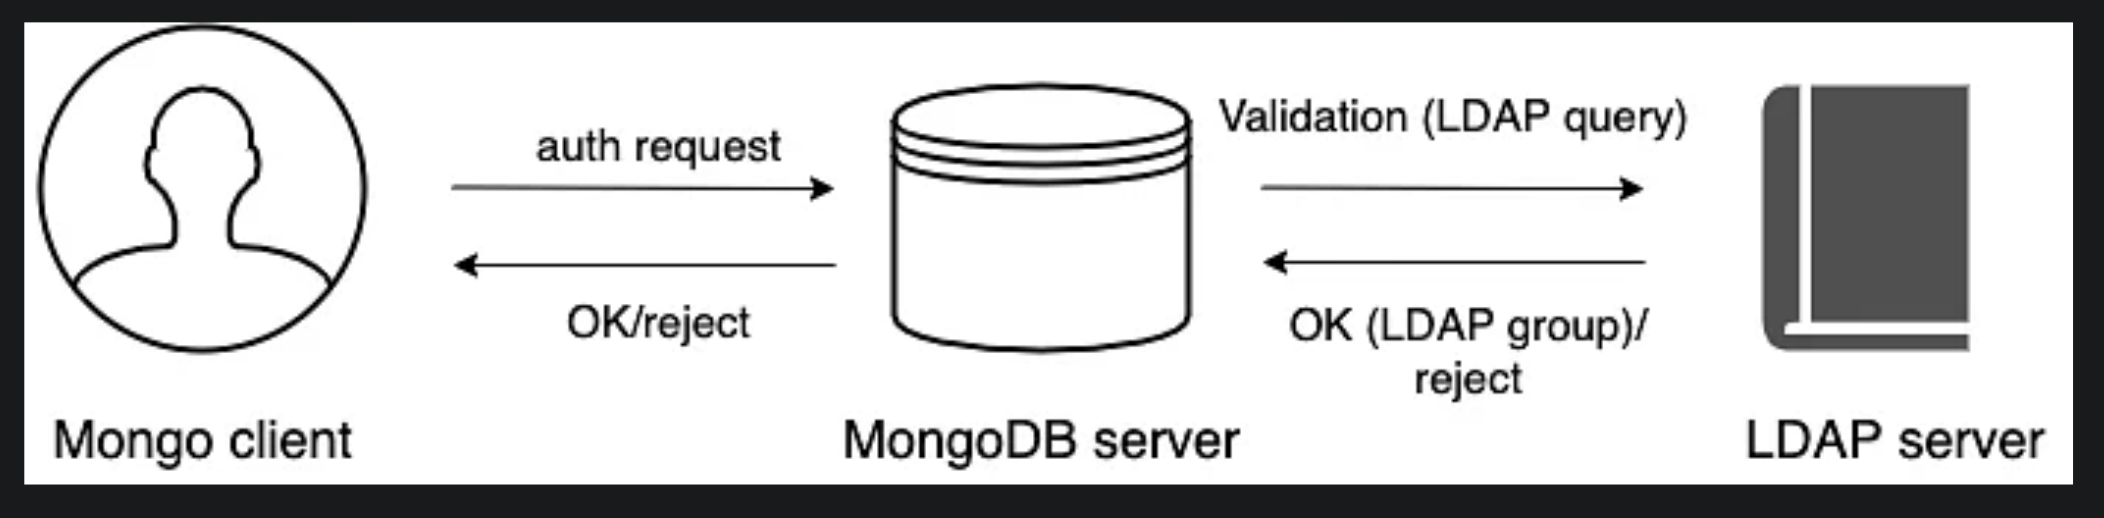 auth request
Validation (LDAP query)
OK/reject
OK (LDAP group)/
reject
Mongo client
MongoDB server
LDAP server